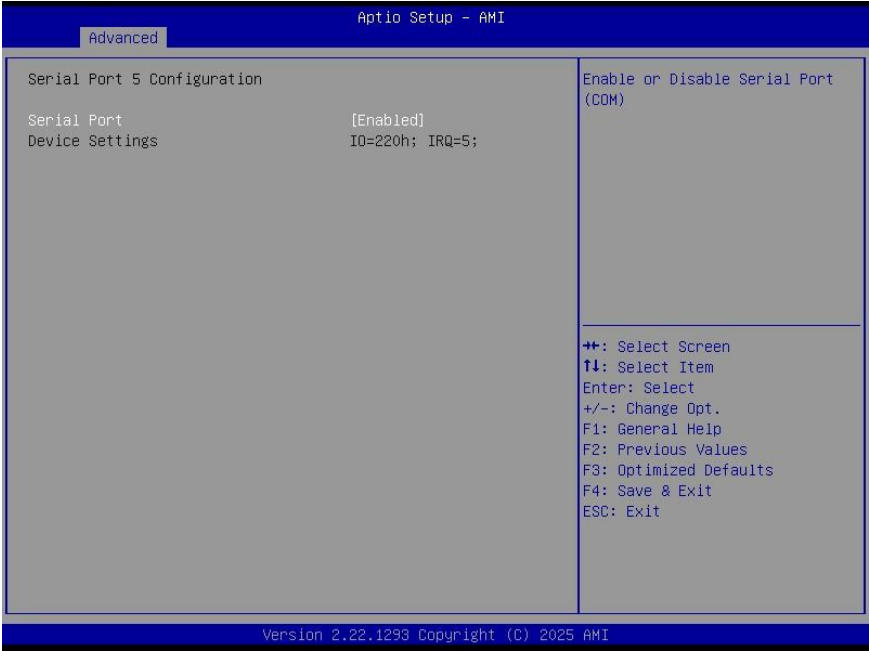 Aptio Setup – AMI
Advanced
Serial Port 5 Configuration
Serial Port [Enabled]
Device Settings IO=220h; IRQ=5;
Enable or Disable Serial Port
(COM)
→←: Select Screen
↑↓: Select Item
Enter: Select
+/-: Change Opt.
F1: General Help
F2: Previous Values
F3: Optimized Defaults
F4: Save & Exit
ESC: Exit
Version 2.22.1293 Copyright (C) 2025 AMI